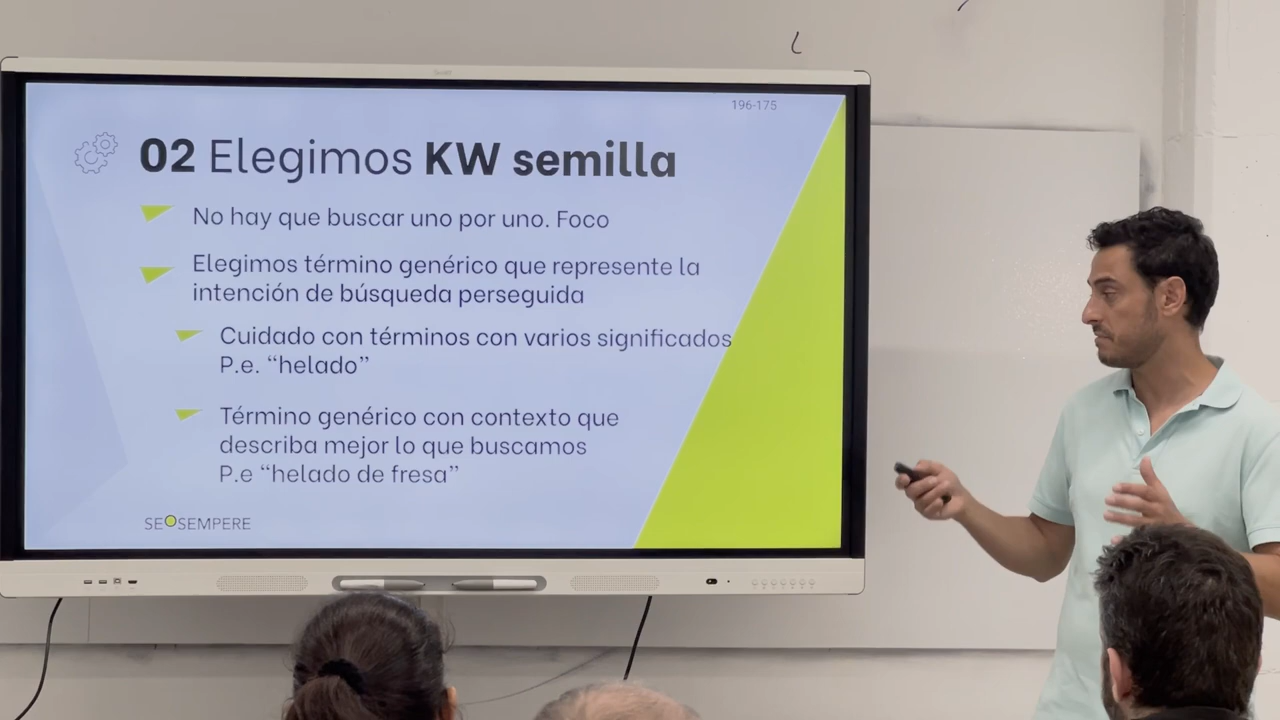 196-175
02 Elegimos KW semilla
No hay que buscar uno por uno. Foco
Elegimos término genérico que represente la
intención de búsqueda perseguida
Cuidado con términos con varios significados
P.e. “helado”
Término genérico con contexto que
describa mejor lo que buscamos
P.e “helado de fresa”
SEOSEMPERE